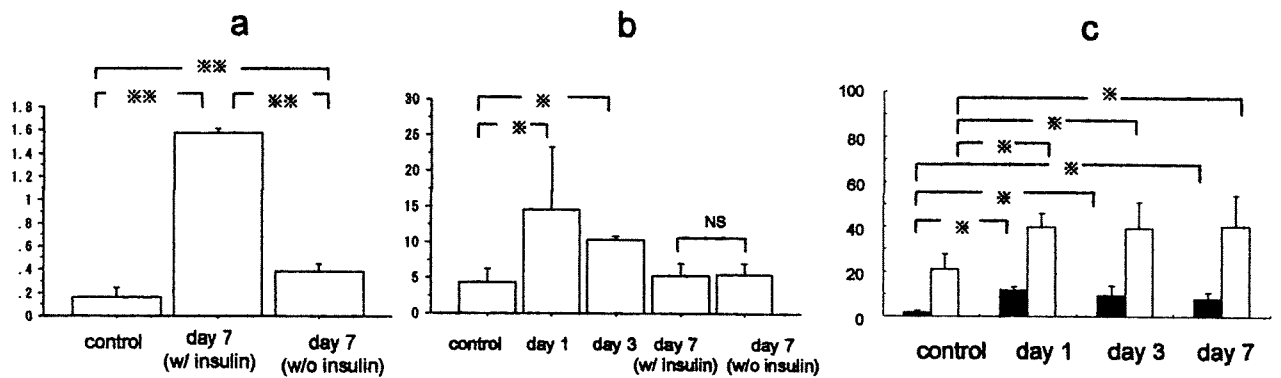 a
※※
※※ ※※
1.8
1.6
1.4
1.2
1
.8
.6
.4
.2
0
control
day 7
(w/ insulin)
day 7
(w/o insulin)
b
※
※
NS
30
25
20
15
10
5
0
control
day 1
day 3
day 7
(w/ insulin)
day 7
(w/o insulin)
c
※
※
※
※
※
※
100
80
60
40
20
0
control
day 1
day 3
day 7